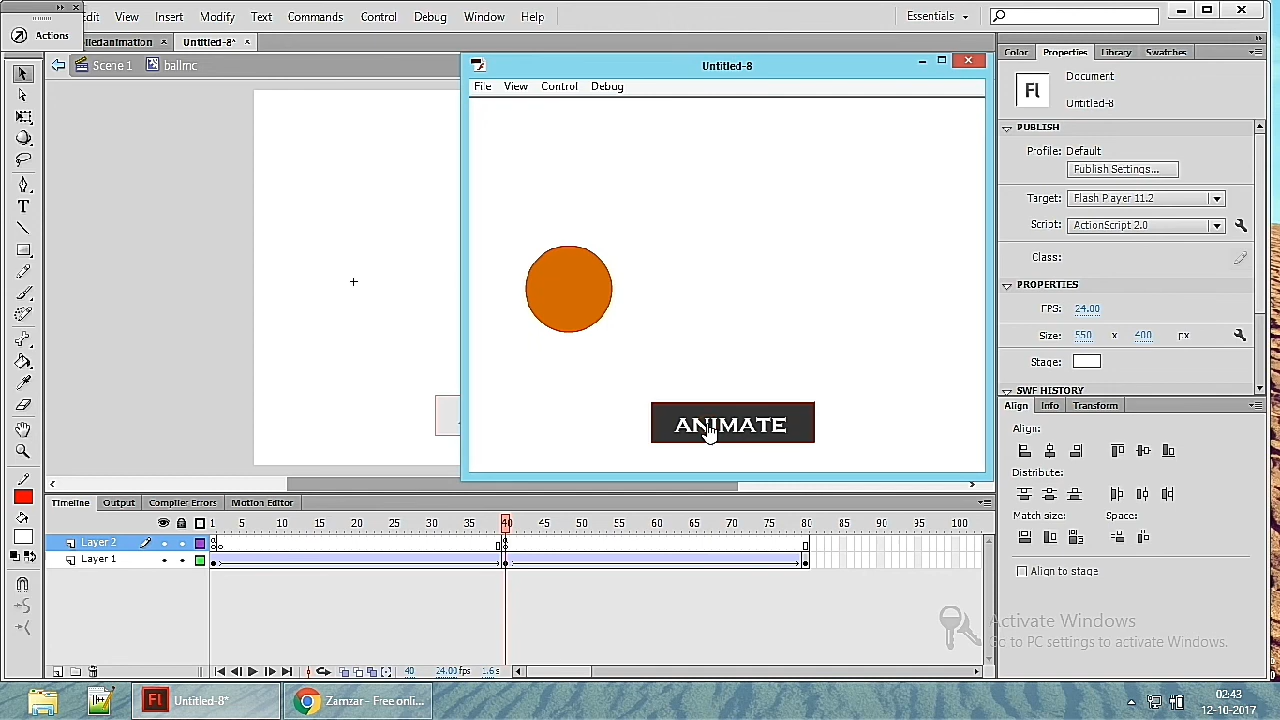 Edit View Insert Modify Text Commands Control Debug Window Help Essentials
Actions
Untitled-8*
Scene 1 ballmc
Untitled-8
File View Control Debug
ANIMATE
Color Properties Library Swatches
Fl
Document
Untitled-8
PUBLISH
Profile: Default
Publish Settings...
Target: Flash Player 11.2
Script: ActionScript 2.0
Class:
PROPERTIES
FPS: 24.00
Size: 550 x 400 px
Stage:
SWF HISTORY
Align Info Transform
Align:
Distribute:
Match size: Space:
Align to stage
Timeline Output Compiler Errors Motion Editor
1 5 10 15 20 25 30 35 40 45 50 55 60 65 70 75 80 85 90 95 100
Layer 2
Layer 1
40 24.00 fps 1.6 s
Activate Windows
Go to PC settings to activate Windows.
Fl Untitled-8* Zamzar - Free onli...
02:43
12-10-2017